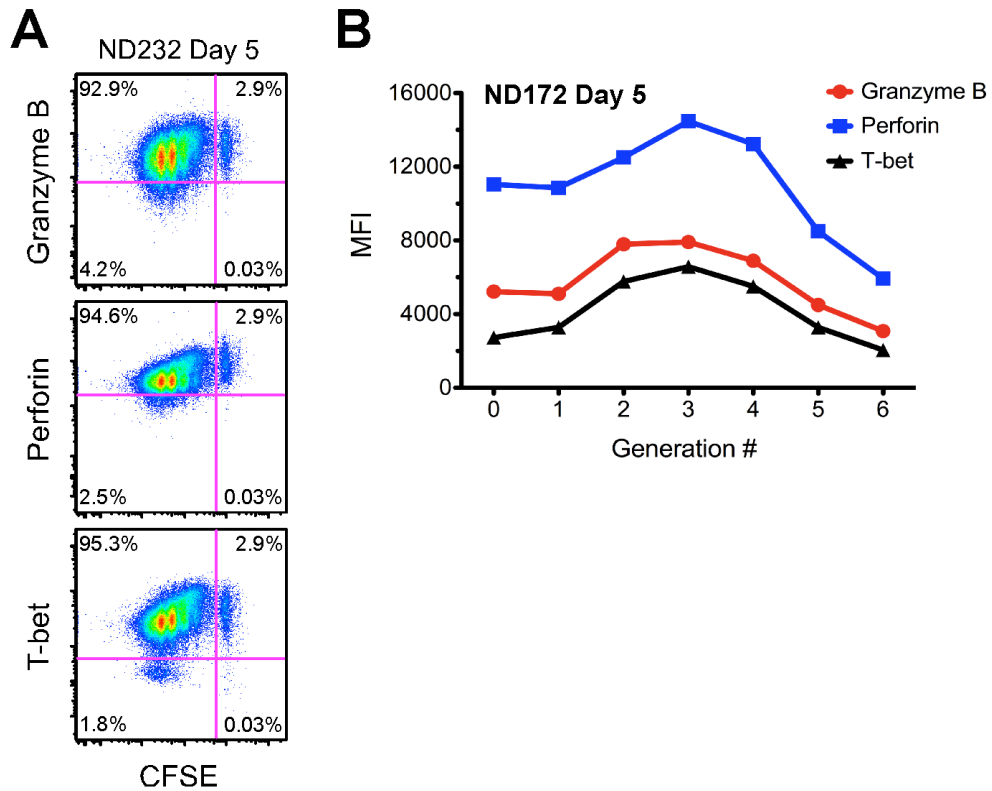 A
ND232 Day 5
Granzyme B
92.9%
2.9%
4.2%
0.03%
Perforin
94.6%
2.9%
2.5%
0.03%
T-bet
95.3%
2.9%
1.8%
0.03%
CFSE
B
ND172 Day 5
Granzyme B
Perforin
T-bet
MFI
16000
12000
8000
4000
0
0 1 2 3 4 5 6
Generation #